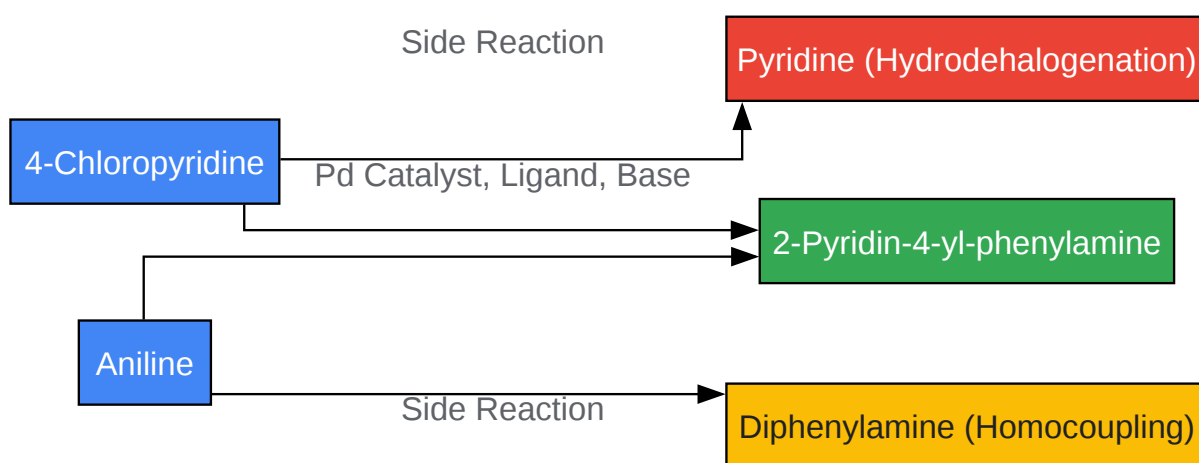 Side Reaction
Pyridine (Hydrodehalogenation)
4-Chloropyridine
Pd Catalyst, Ligand, Base
2-Pyridin-4-yl-phenylamine
Aniline
Side Reaction
Diphenylamine (Homocoupling)